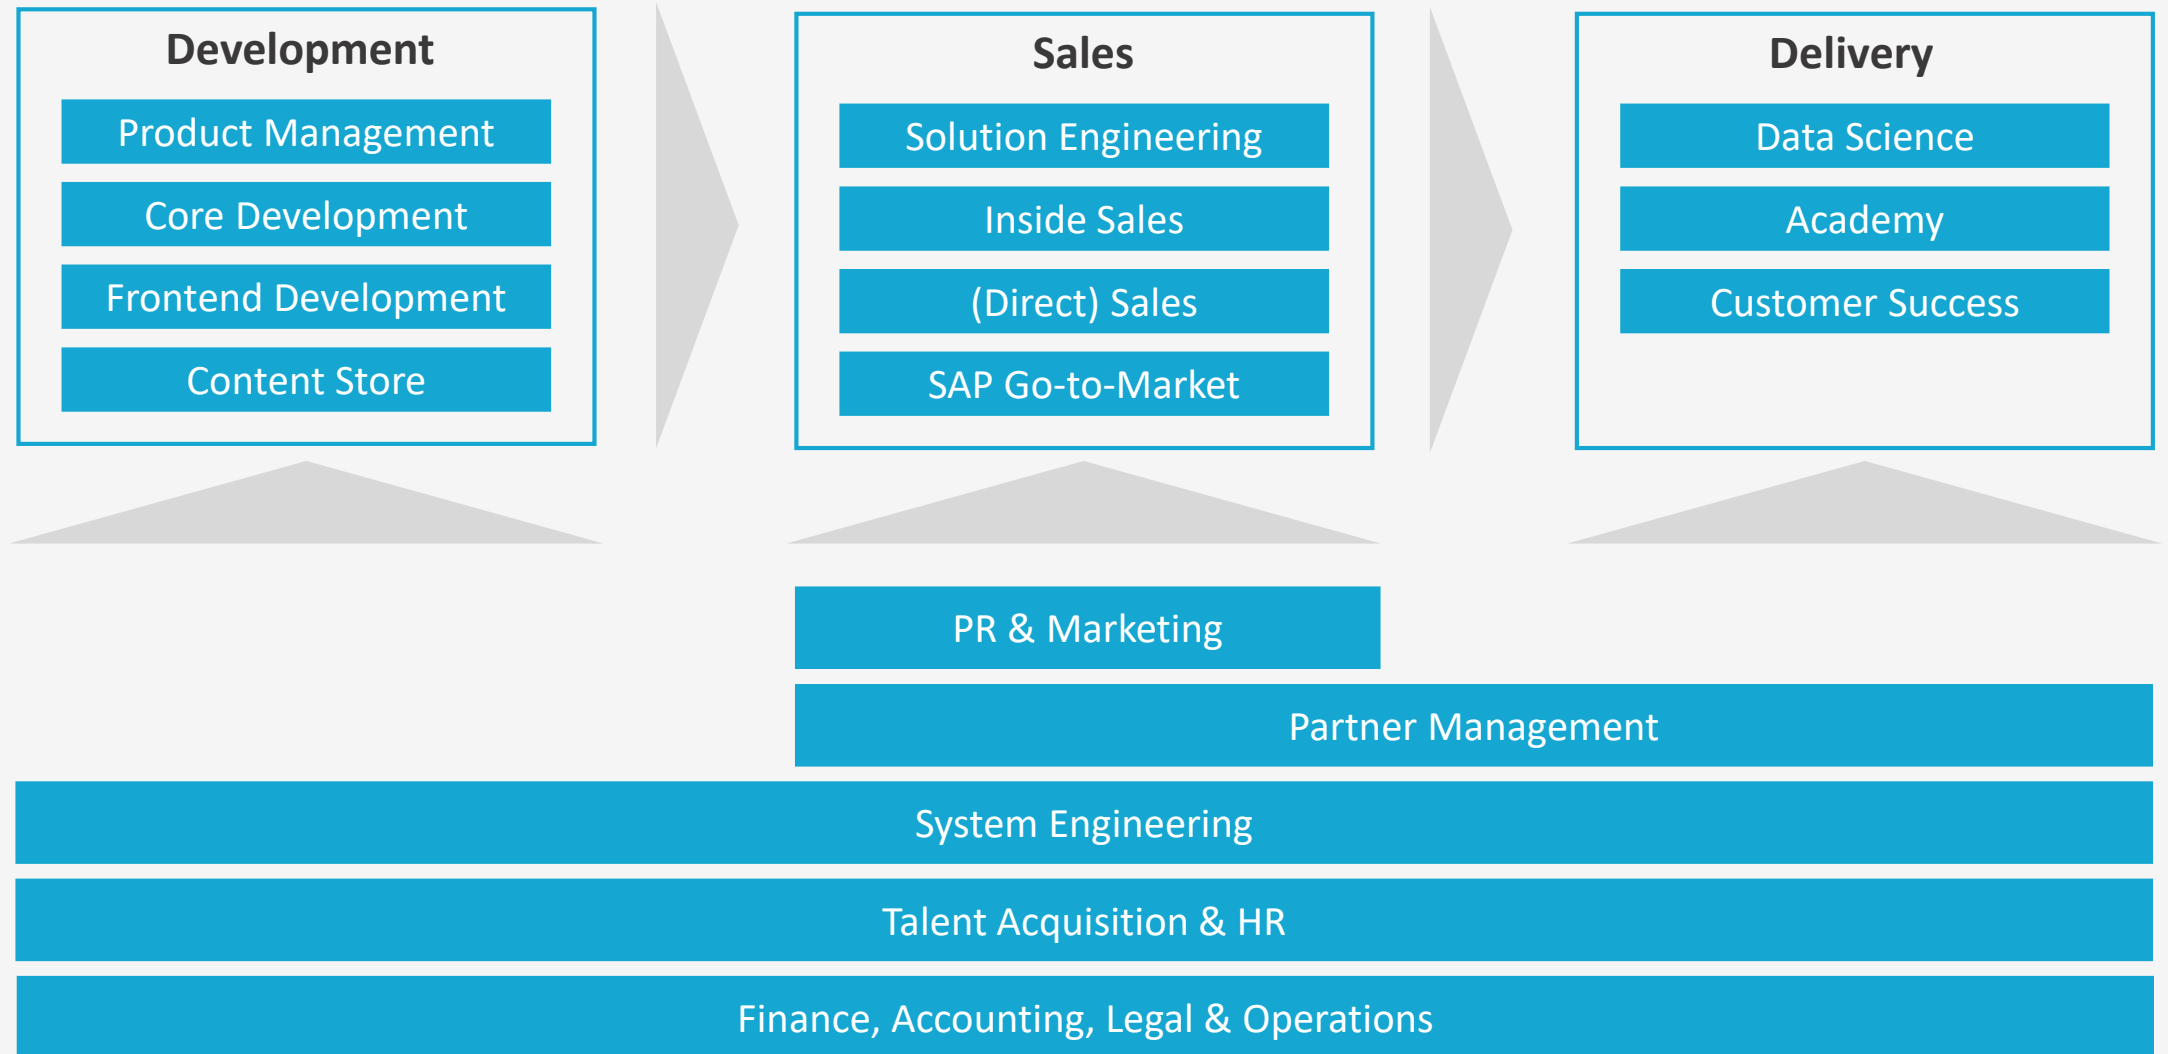 Development
Product Management
Core Development
Frontend Development
Content Store
Sales
Solution Engineering
Inside Sales
(Direct) Sales
SAP Go-to-Market
Delivery
Data Science
Academy
Customer Success
PR & Marketing
Partner Management
System Engineering
Talent Acquisition & HR
Finance, Accounting, Legal & Operations